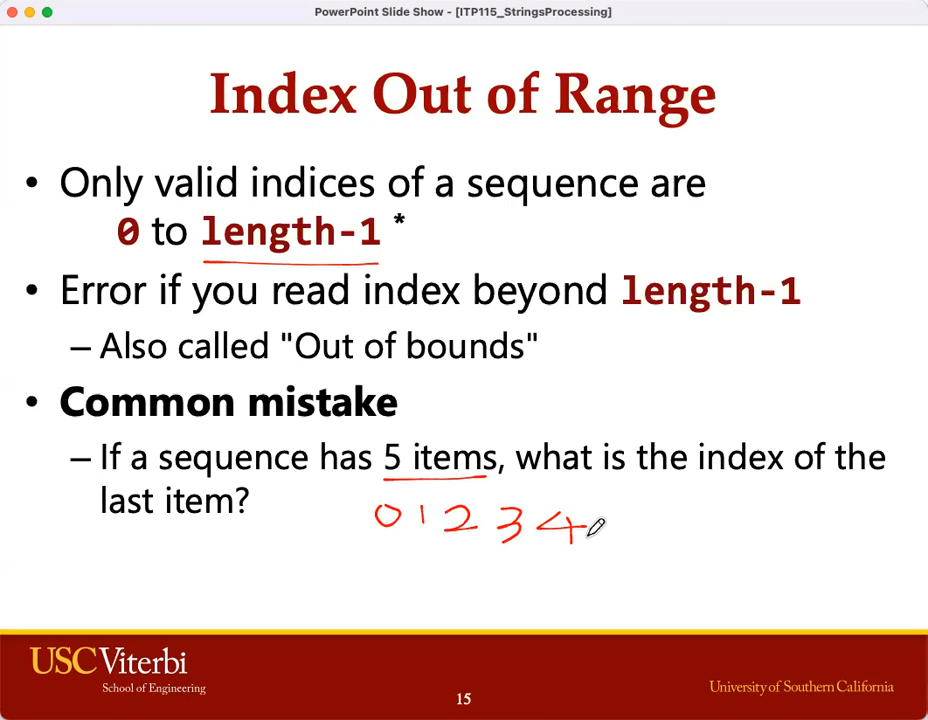 PowerPoint Slide Show - [ITP115_StringsProcessing]
Index Out of Range
• Only valid indices of a sequence are
0 to length-1 *
• Error if you read index beyond length-1
– Also called "Out of bounds"
• Common mistake
– If a sequence has 5 items, what is the index of the
last item?
0 1 2 3 4
USC Viterbi
School of Engineering
15
University of Southern California